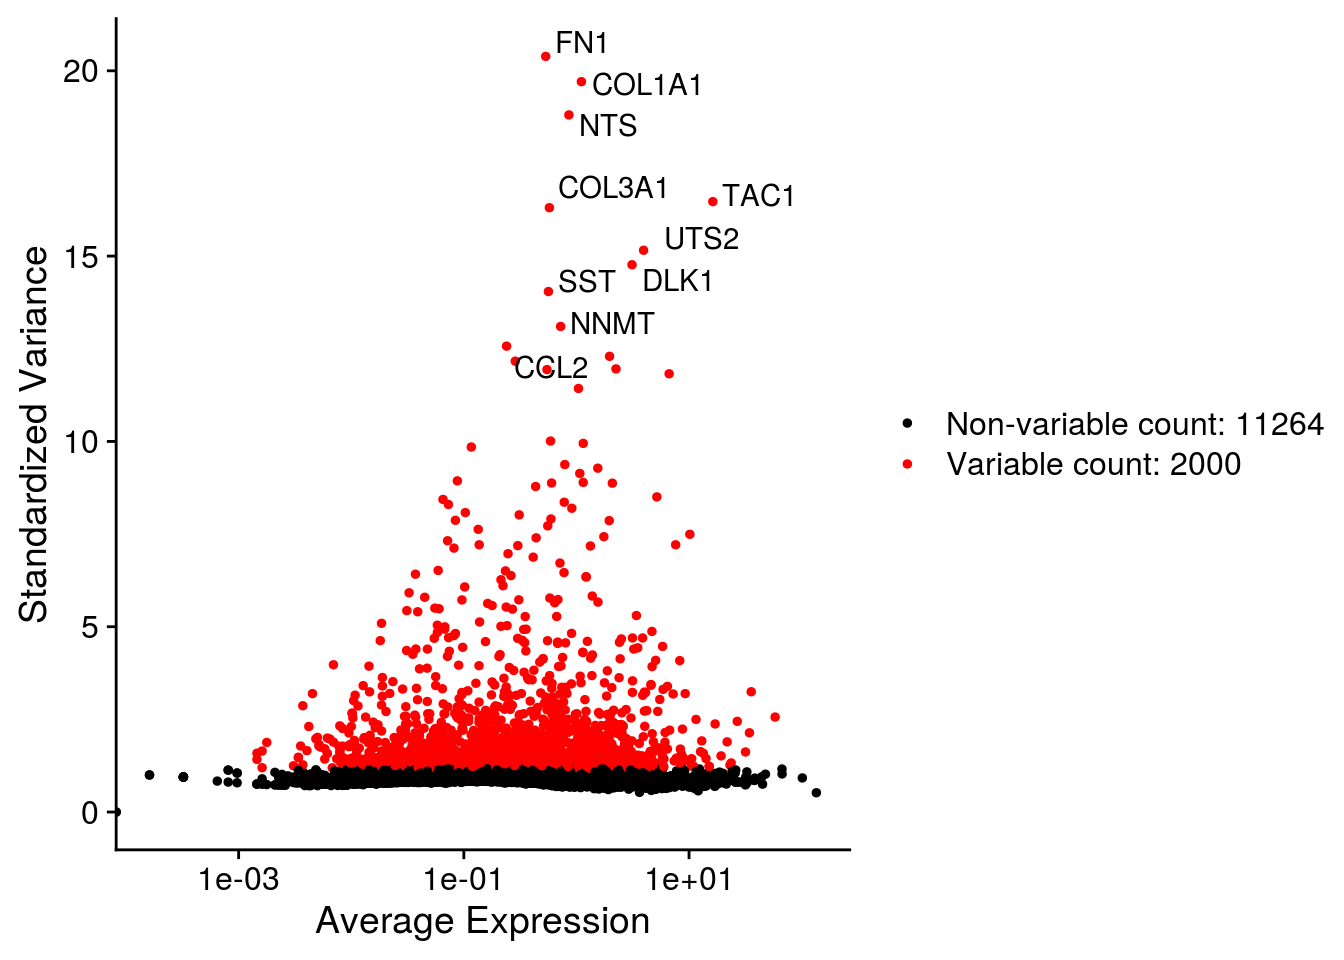 FN1
20
COL1A1
NTS
COL3A1
TAC1
UTS2
15
SST
DLK1
NNMT
CCL2
Standardized Variance
10
Non-variable count: 11264
Variable count: 2000
5
0
1e-03
1e-01
1e+01
Average Expression